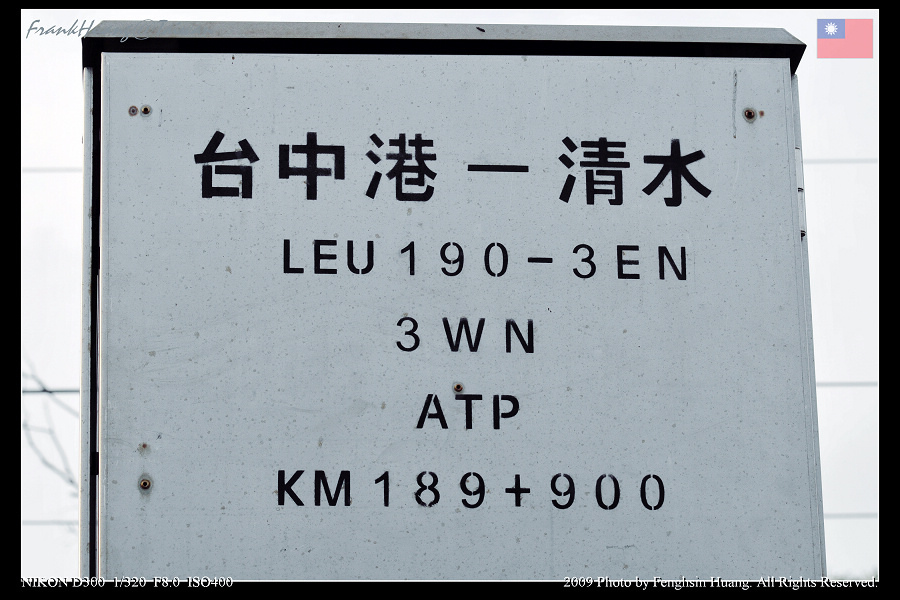 台中港－清水
LEU 190-3EN
3WN
ATP
KM 189+900
NIKON D300 1/320 F8.0 ISO400
2009 Photo by Fenghsin Huang. All Rights Reserved.